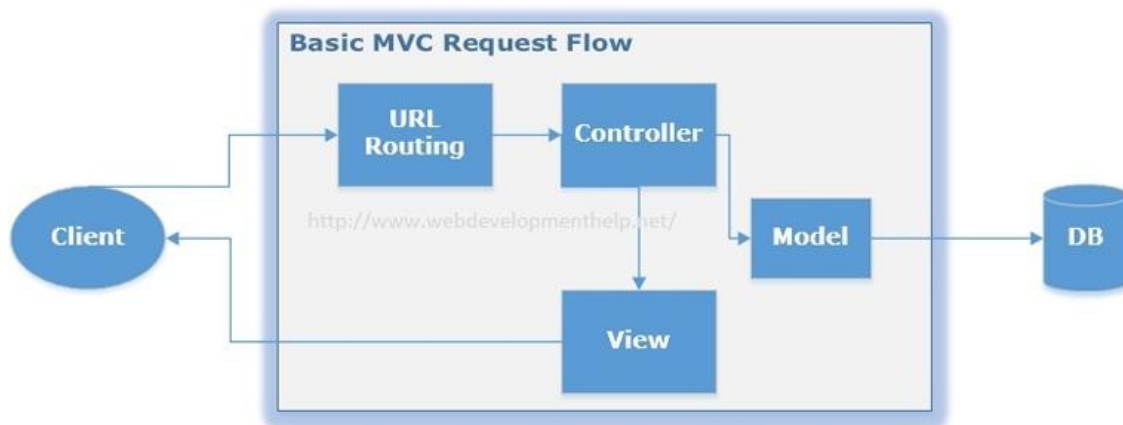 Basic MVC Request Flow
URL
Routing
Controller
http://www.webdevelopmenthelp.net/
Client
Model
DB
View